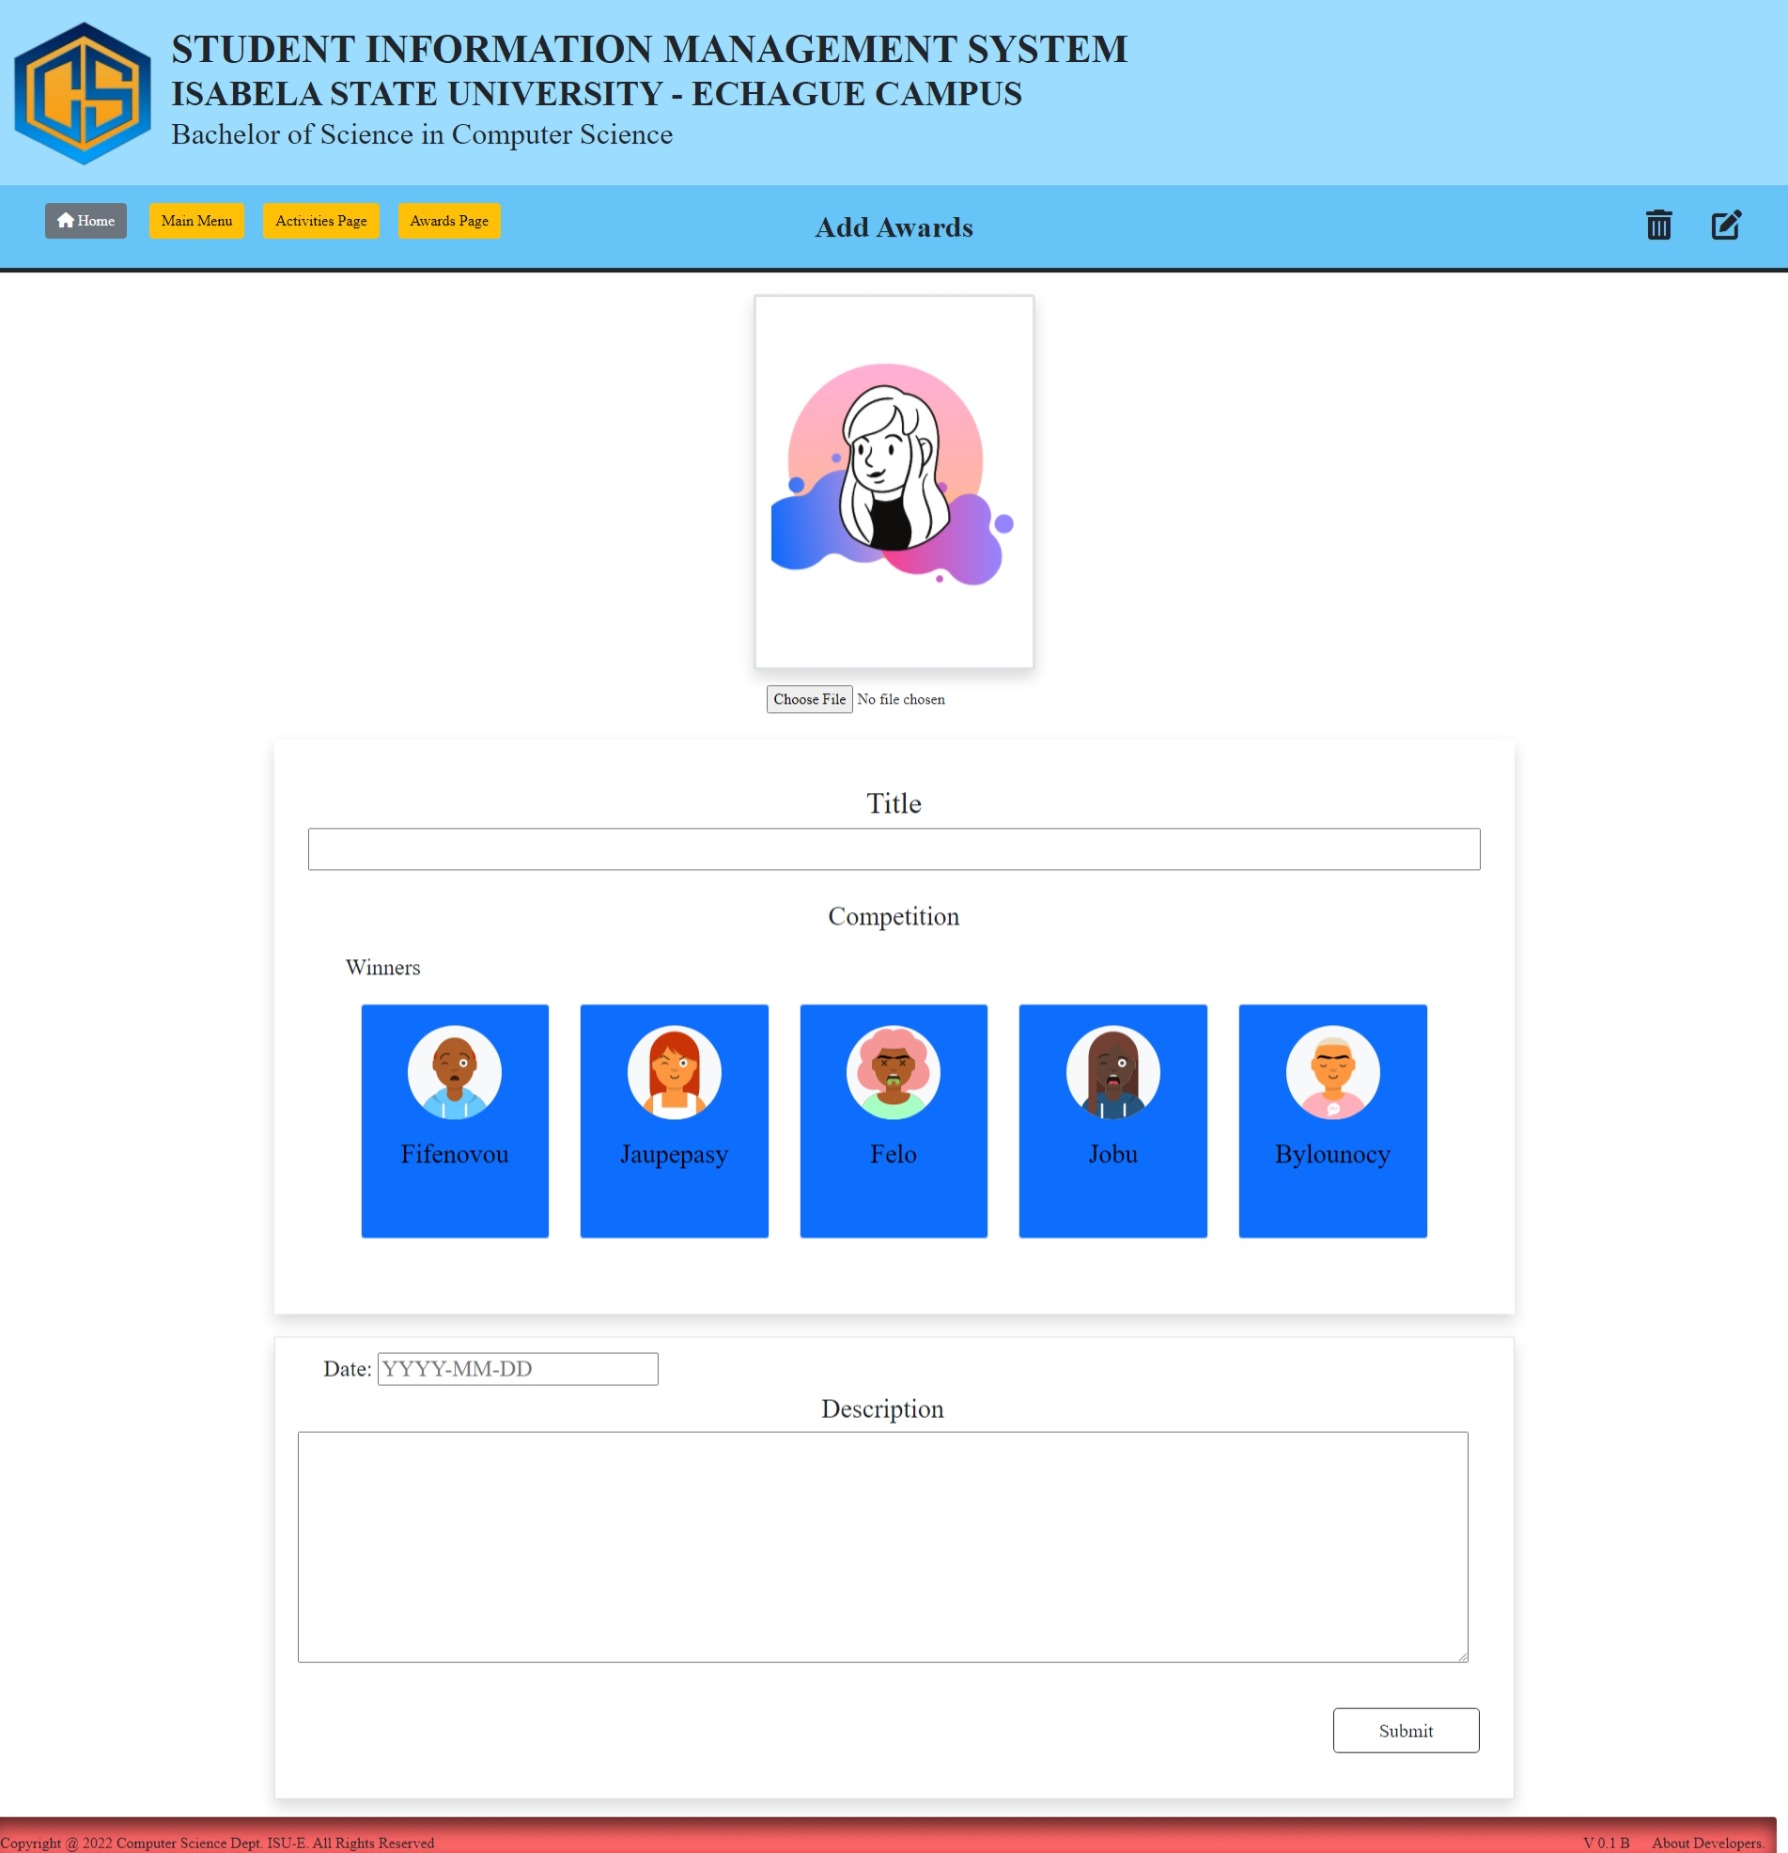 CS
STUDENT INFORMATION MANAGEMENT SYSTEM
ISABELA STATE UNIVERSITY - ECHAGUE CAMPUS
Bachelor of Science in Computer Science
Home Main Menu Activities Page Awards Page Add Awards
Choose File No file chosen
Title
Competition
Winners
Fifenovou Jaupepasy Felo Jobu Bylounocy
Date: YYYY-MM-DD
Description
Submit
Copyright @ 2022 Computer Science Dept. ISU-E. All Rights Reserved V 0.1 B About Developers.